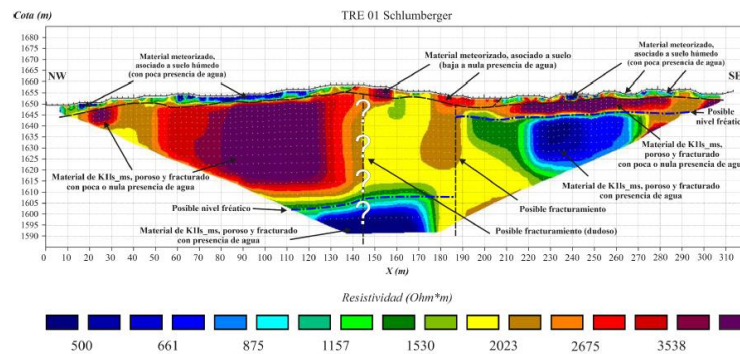 Cota (m)
TRE 01 Schlumberger
1680
1675
1670
1665
1660
1655
1650
1645
1640
1635
1630
1625
1620
1615
1610
1605
1600
1595
1590
NW
SE
Material meteorizado,
asociado a suelo húmedo
(con poca presencia de agua)
Material meteorizado, asociado a suelo
(baja a nula presencia de agua)
Material meteorizado,
asociado a suelo húmedo
(con poca presencia de agua)
Posible
nivel fréatico
Material de K1Is_ms,
poroso y fracturado
con poca o nula presencia de agua
Material de K1Is_ms, poroso y fracturado
con poca o nula presencia de agua
Material de K1Is_ms, poroso y fracturado
con presencia de agua
Posible nivel fréatico
Posible fracturamiento
Posible fracturamiento (dudoso)
Material de K1Is_ms, poroso y fracturado
con presencia de agua
?
?
?
?
0 10 20 30 40 50 60 70 80 90 100 110 120 130 140 150 160 170 180 190 200 210 220 230 240 250 260 270 280 290 300 310
X (m)
Resistividad (Ohm*m)
500 661 875 1157 1530 2023 2675 3538